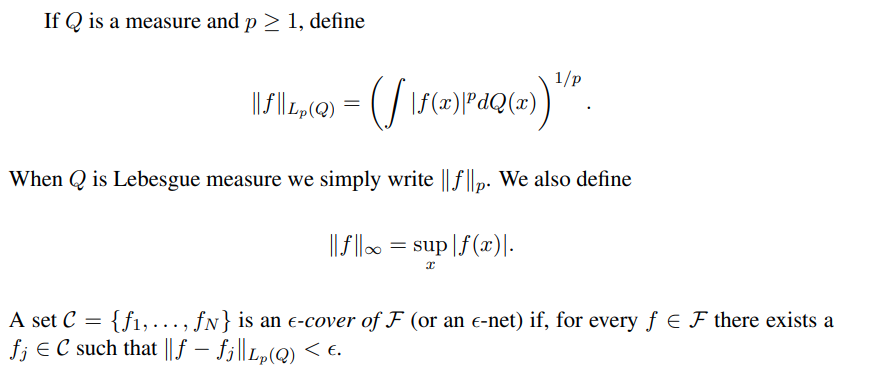 If Q is a measure and p ≥ 1, define
‖f‖_{L_p(Q)} = (∫ |f(x)|^p dQ(x))^{1/p}.
When Q is Lebesgue measure we simply write ‖f‖_p. We also define
‖f‖_∞ = sup_x |f(x)|.
A set C = {f_1, . . . , f_N} is an ϵ-cover of F (or an ϵ-net) if, for every f ∈ F there exists a
f_j ∈ C such that ‖f − f_j‖_{L_p(Q)} < ϵ.